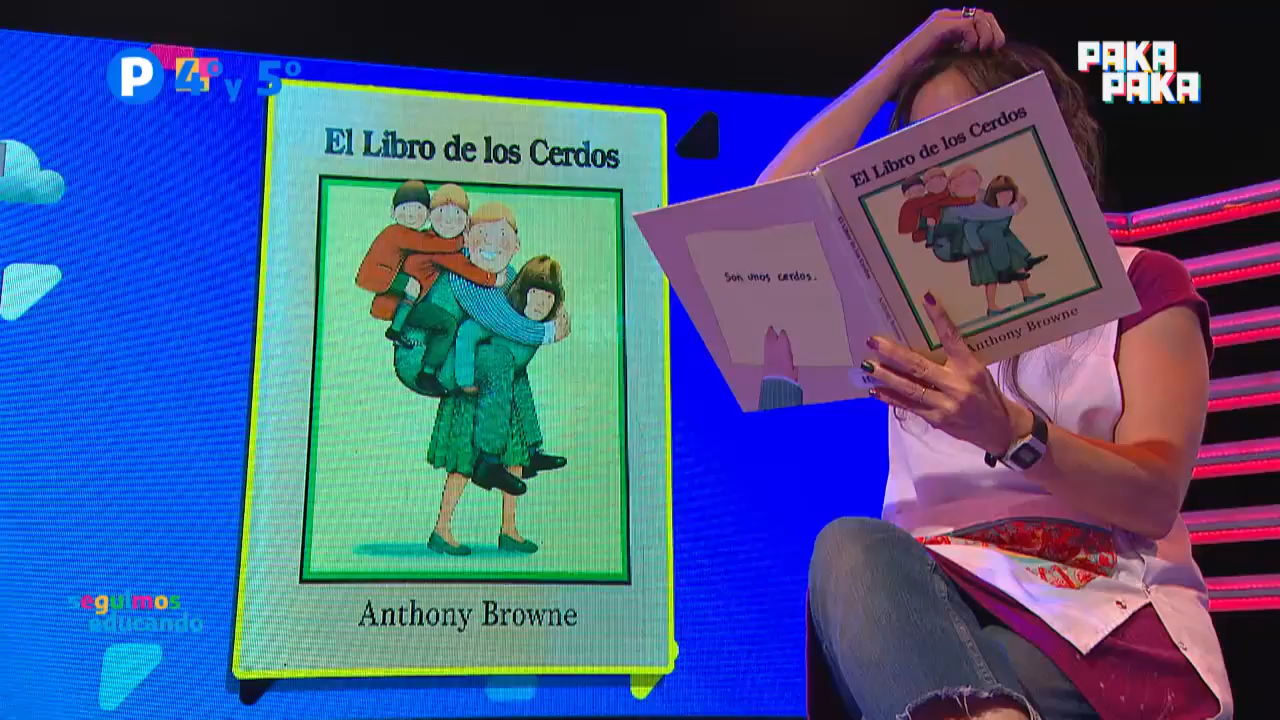 P 4º y 5º
PAKA
PAKA
El Libro de los Cerdos
Anthony Browne
seguimos
educando
Son unos cerdos.
El Libro de los Cerdos
Anthony Browne